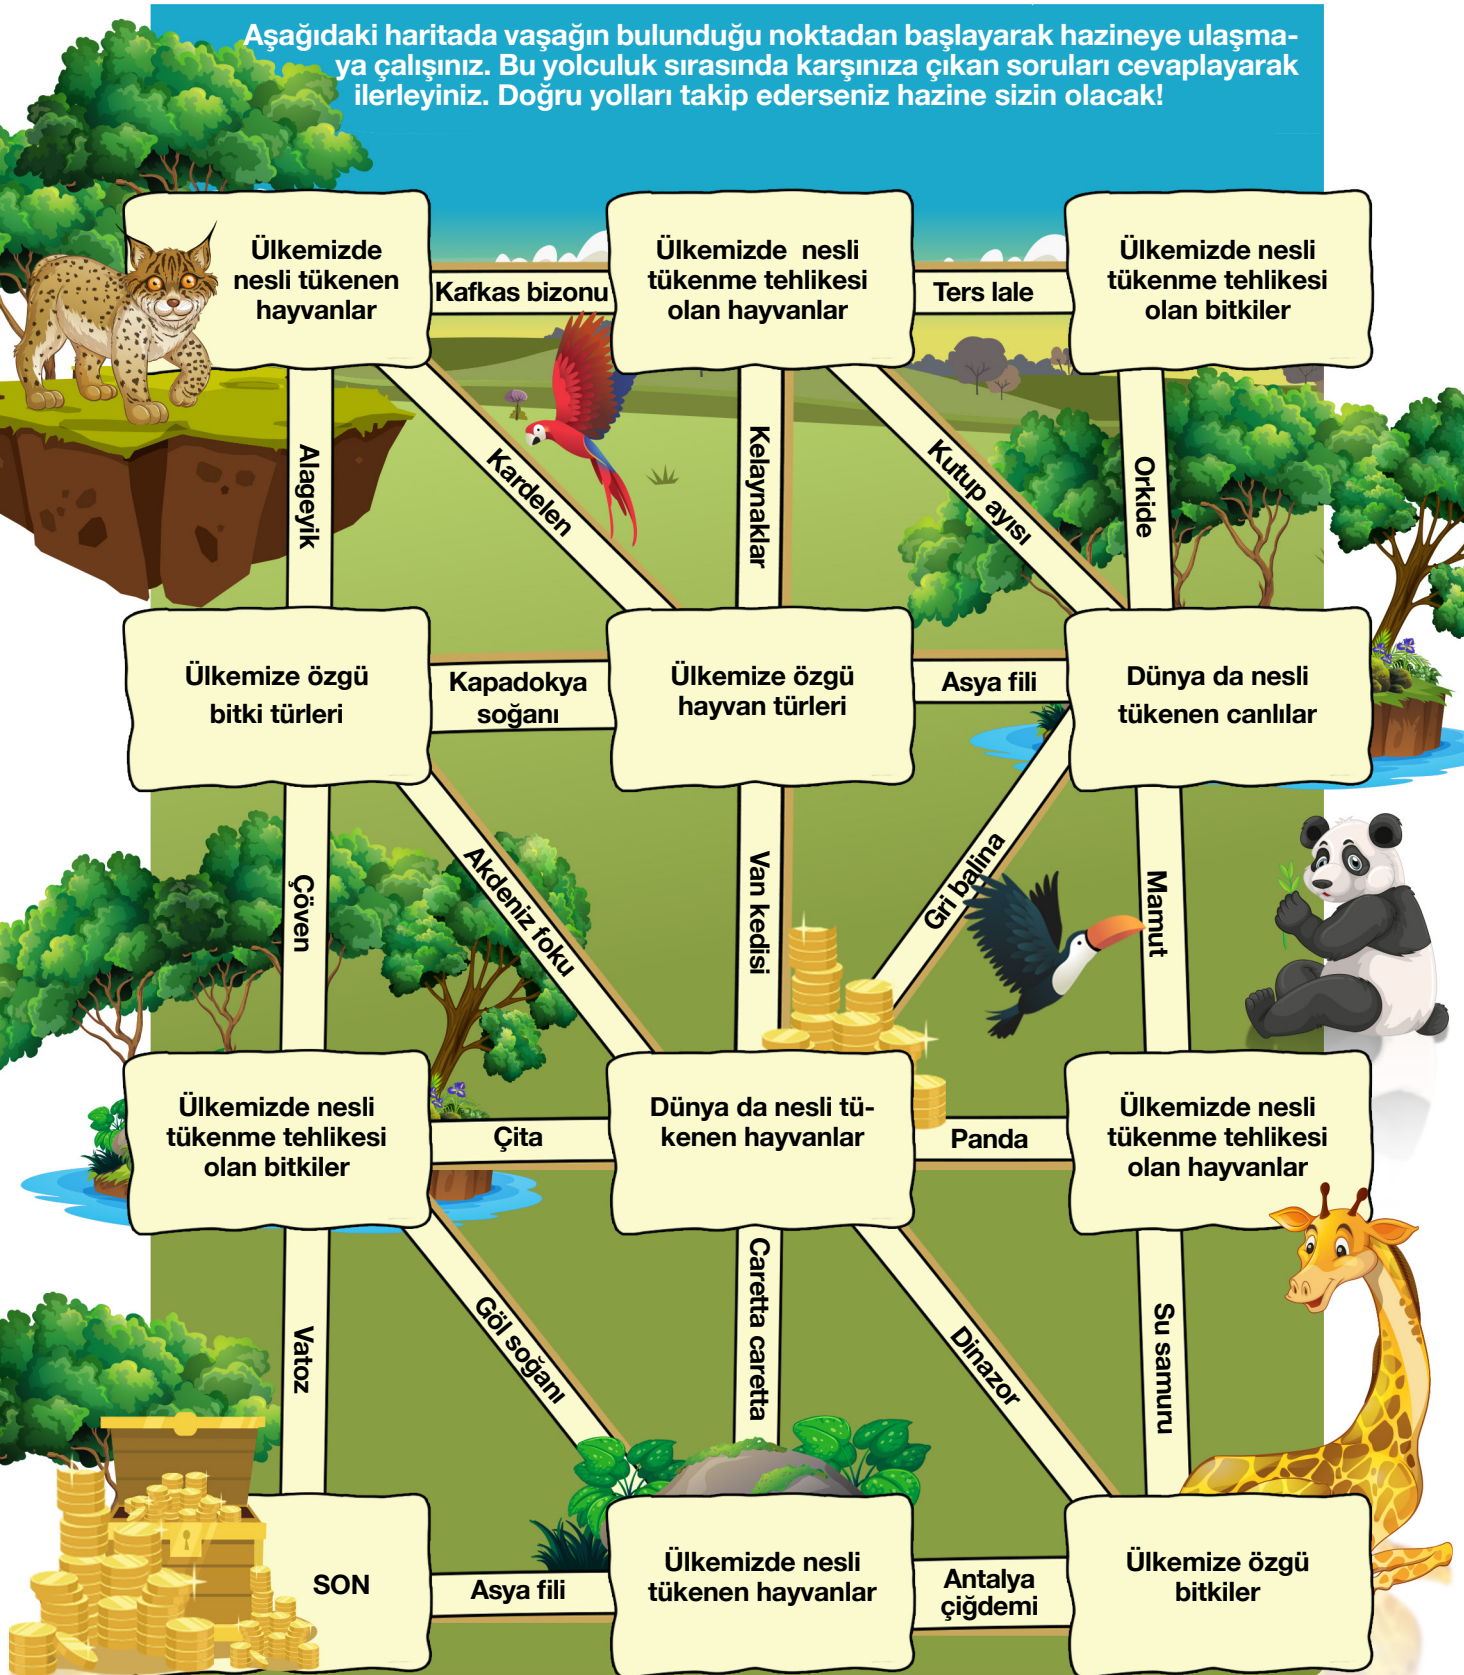 Aşağıdaki haritada vaşağın bulunduğu noktadan başlayarak hazineye ulaşma-
ya çalışınız. Bu yolculuk sırasında karşınıza çıkan soruları cevaplayarak
ilerleyiniz. Doğru yolları takip ederseniz hazine sizin olacak!
Ülkemizde
nesli tükenen
hayvanlar
Kafkas bizonu
Ülkemizde nesli
tükenme tehlikesi
olan hayvanlar
Ters lale
Ülkemizde nesli
tükenme tehlikesi
olan bitkiler
Alageyik
Kardelen
Kelaynaklar
Kutup ayısı
Orkide
Ülkemize özgü
bitki türleri
Kapadokya
soğanı
Ülkemize özgü
hayvan türleri
Asya fili
Dünya da nesli
tükenen canlılar
Çöven
Akdeniz foku
Van kedisi
Gri balina
Mamut
Ülkemizde nesli
tükenme tehlikesi
olan bitkiler
Çita
Dünya da nesli tü-
kenen hayvanlar
Panda
Ülkemizde nesli
tükenme tehlikesi
olan hayvanlar
Vatoz
Göl soğanı
Caretta caretta
Dinazor
Su samuru
SON
Asya fili
Ülkemizde nesli
tükenen hayvanlar
Antalya
çiğdemi
Ülkemize özgü
bitkiler